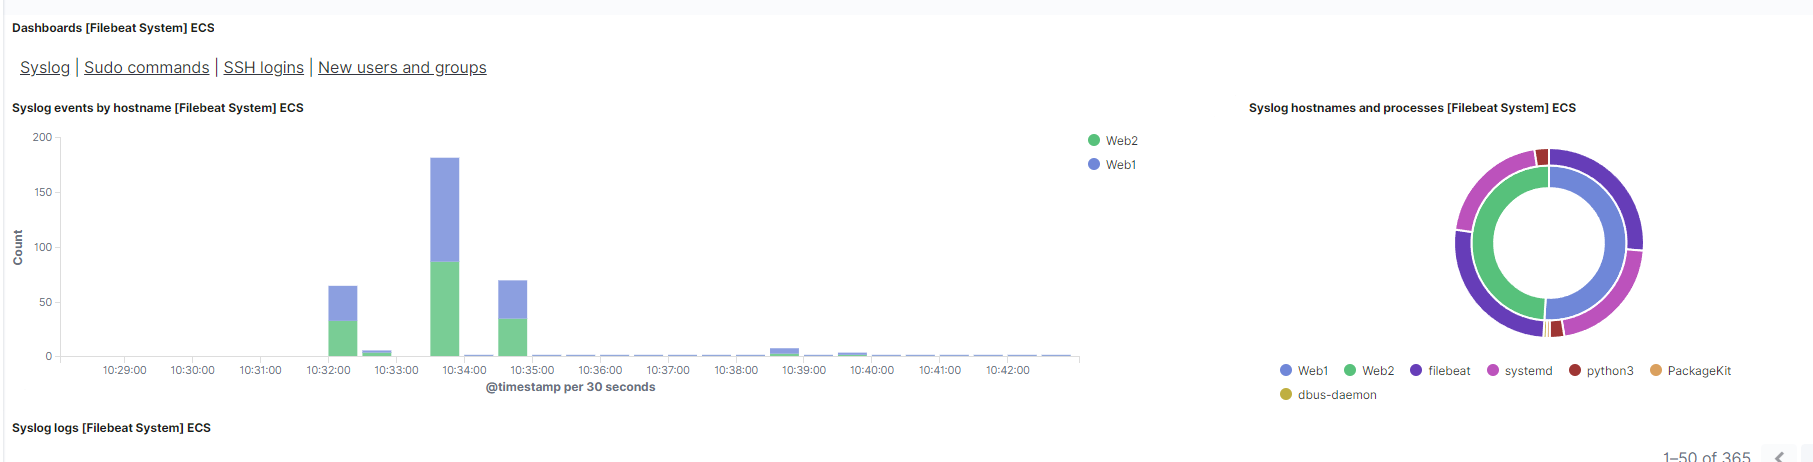 Dashboards [Filebeat System] ECS
Syslog | Sudo commands | SSH logins | New users and groups
Syslog events by hostname [Filebeat System] ECS
200
150
100
50
0
Count
10:29:00 10:30:00 10:31:00 10:32:00 10:33:00 10:34:00 10:35:00 10:36:00 10:37:00 10:38:00 10:39:00 10:40:00 10:41:00 10:42:00
@timestamp per 30 seconds
Web2
Web1
Syslog hostnames and processes [Filebeat System] ECS
Web1 Web2 filebeat systemd python3 PackageKit
dbus-daemon
Syslog logs [Filebeat System] ECS
1–50 of 365